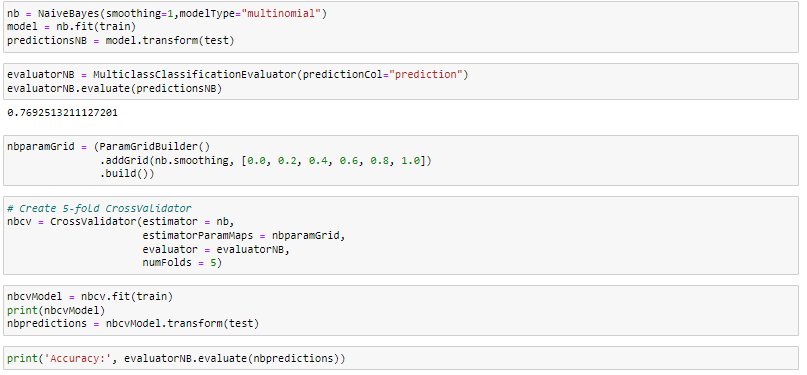 nb = NaiveBayes(smoothing=1,modelType="multinomial")
model = nb.fit(train)
predictionsNB = model.transform(test)
evaluatorNB = MulticlassClassificationEvaluator(predictionCol="prediction")
evaluatorNB.evaluate(predictionsNB)
0.7692513211127201
nbparamGrid = (ParamGridBuilder()
.addGrid(nb.smoothing, [0.0, 0.2, 0.4, 0.6, 0.8, 1.0])
.build())
# Create 5-fold CrossValidator
nbcv = CrossValidator(estimator = nb,
estimatorParamMaps = nbparamGrid,
evaluator = evaluatorNB,
numFolds = 5)
nbcvModel = nbcv.fit(train)
print(nbcvModel)
nbpredictions = nbcvModel.transform(test)
print('Accuracy:', evaluatorNB.evaluate(nbpredictions))